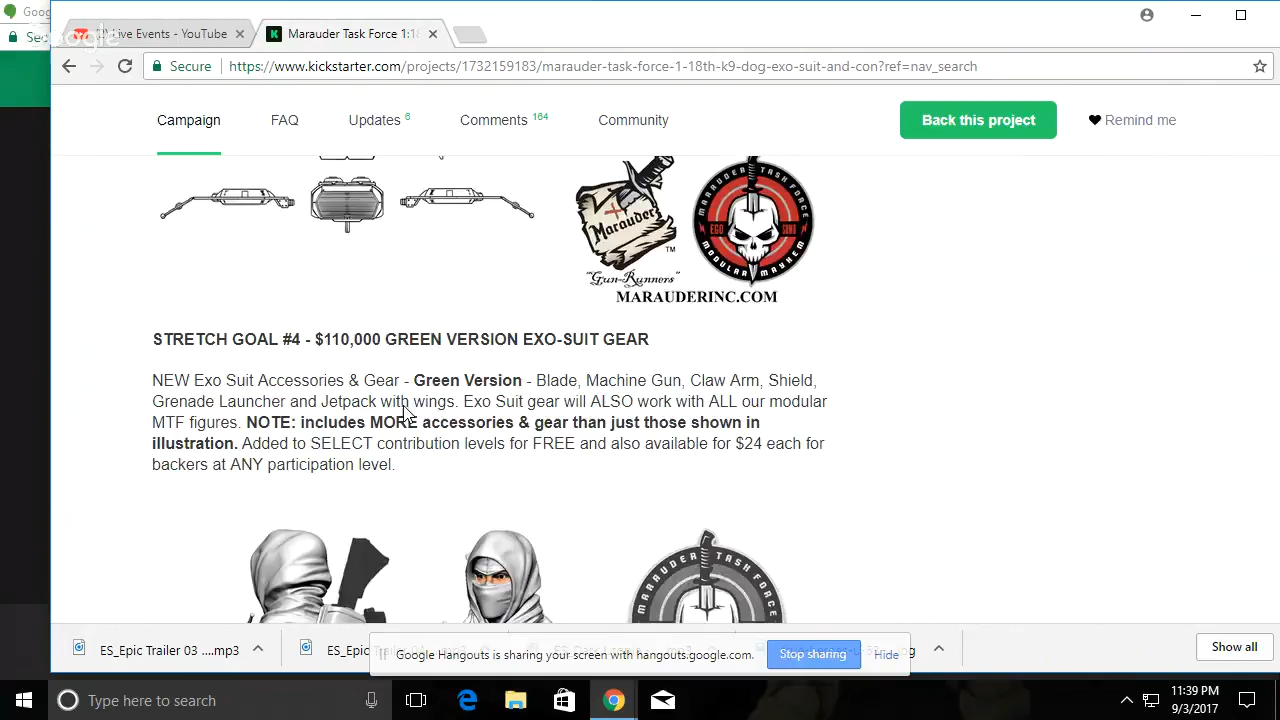 Goog
Live Events - YouTube
Marauder Task Force 1:18
Google
Secure
https://www.kickstarter.com/projects/1732159183/marauder-task-force-1-18th-k9-dog-exo-suit-and-con?ref=nav_search
Campaign
FAQ
Updates 6
Comments 164
Community
Back this project
Remind me
Marauder
TM
"Gun-Runners"
MARAUDERINC.COM
MARAUDER TASK FORCE
MODULAR MAYHEM
STRETCH GOAL #4 - $110,000 GREEN VERSION EXO-SUIT GEAR
NEW Exo Suit Accessories & Gear - Green Version - Blade, Machine Gun, Claw Arm, Shield,
Grenade Launcher and Jetpack with wings. Exo Suit gear will ALSO work with ALL our modular
MTF figures. NOTE: includes MORE accessories & gear than just those shown in
illustration. Added to SELECT contribution levels for FREE and also available for $24 each for
backers at ANY participation level.
MARAUDER TASK FORCE
ES_Epic Trailer 03 ....mp3
Show all
Google Hangouts is sharing your screen with hangouts.google.com.
Stop sharing
Hide
Type here to search
11:39 PM
9/3/2017